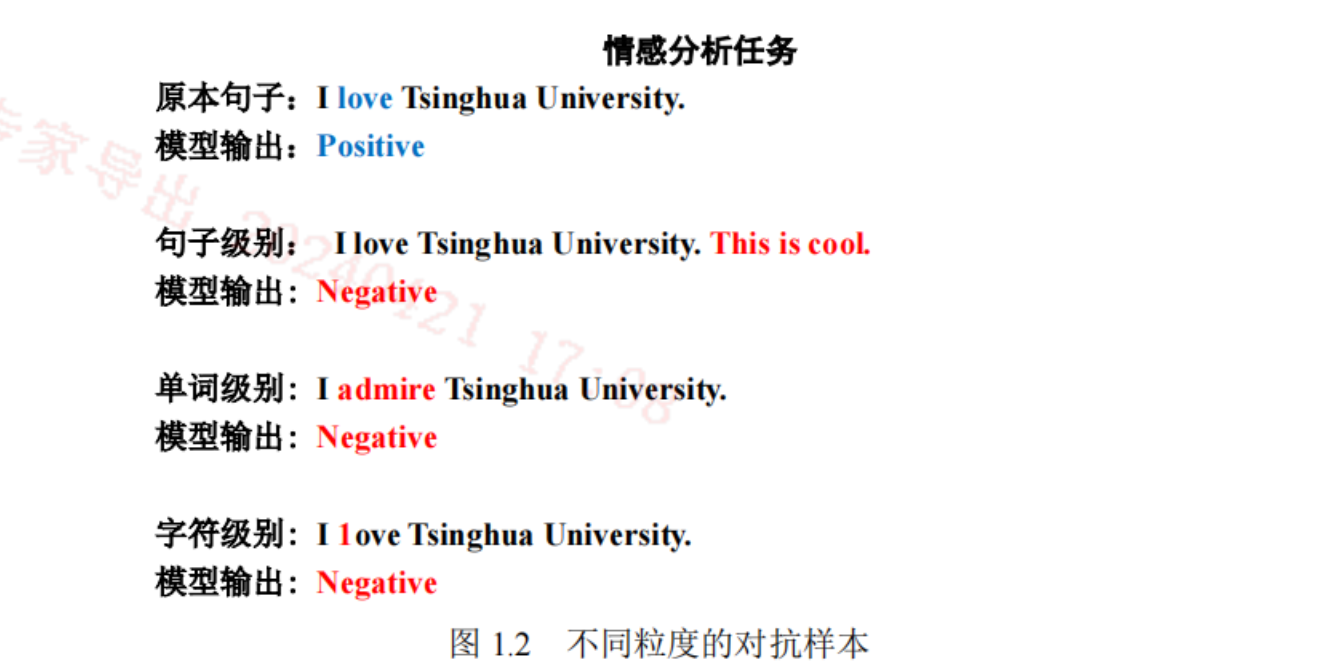 情感分析任务
原本句子：I love Tsinghua University.
模型输出：Positive
句子级别： I love Tsinghua University. This is cool.
模型输出：Negative
单词级别：I admire Tsinghua University.
模型输出：Negative
字符级别：I 1ove Tsinghua University.
模型输出：Negative
图 1.2 不同粒度的对抗样本
家导出 20240421 17:08